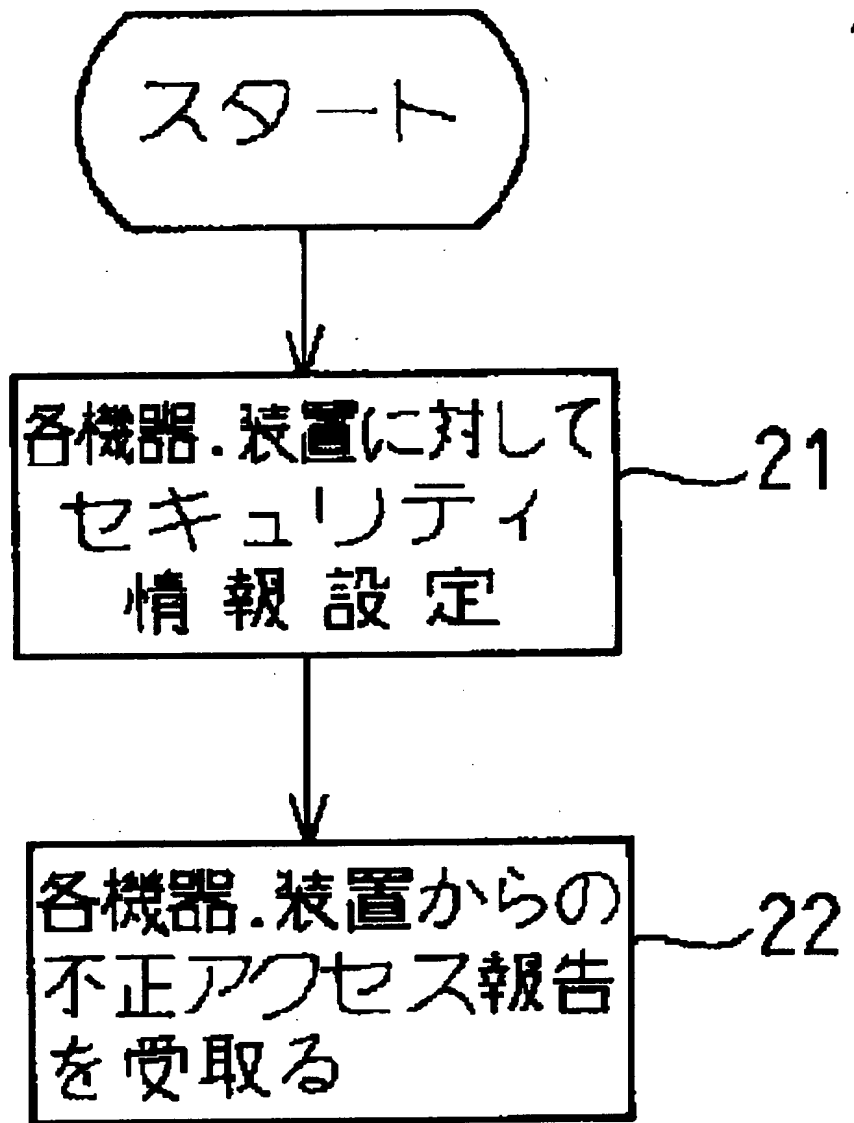 スタート
各機器.装置に対して
セキュリティ
情報設定
21
各機器.装置からの
不正アクセス報告
を受取る
22